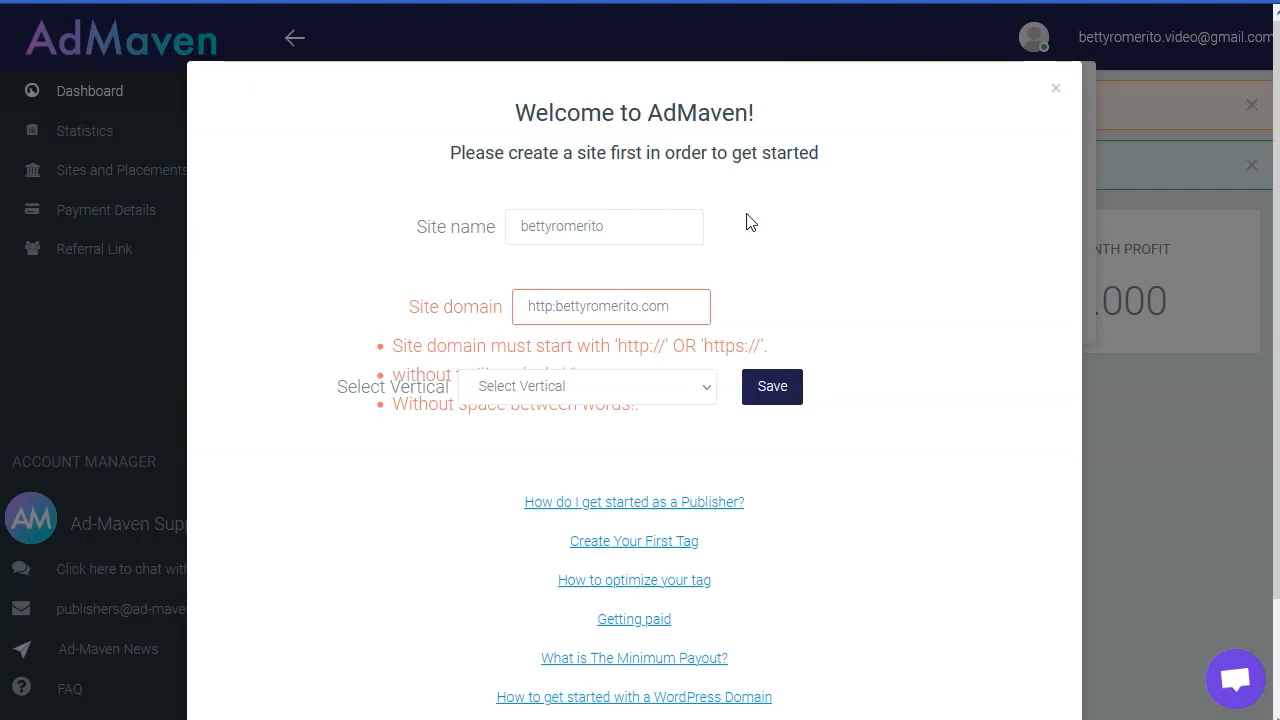 AdMaven
bettyromerito.video@gmail.com
Dashboard
Statistics
Sites and Placements
Payment Details
Referral Link
ACCOUNT MANAGER
AM
Ad-Maven Supp
Click here to chat with
publishers@ad-maven
Ad-Maven News
FAQ
×
Welcome to AdMaven!
Please create a site first in order to get started
Site name
bettyromerito
Site domain
http:bettyromerito.com
Site domain must start with 'http://' OR 'https://'.
without
Select Vertical
Select Vertical
Save
Without space between words!.
How do I get started as a Publisher?
Create Your First Tag
How to optimize your tag
Getting paid
What is The Minimum Payout?
How to get started with a WordPress Domain
NTH PROFIT
.000